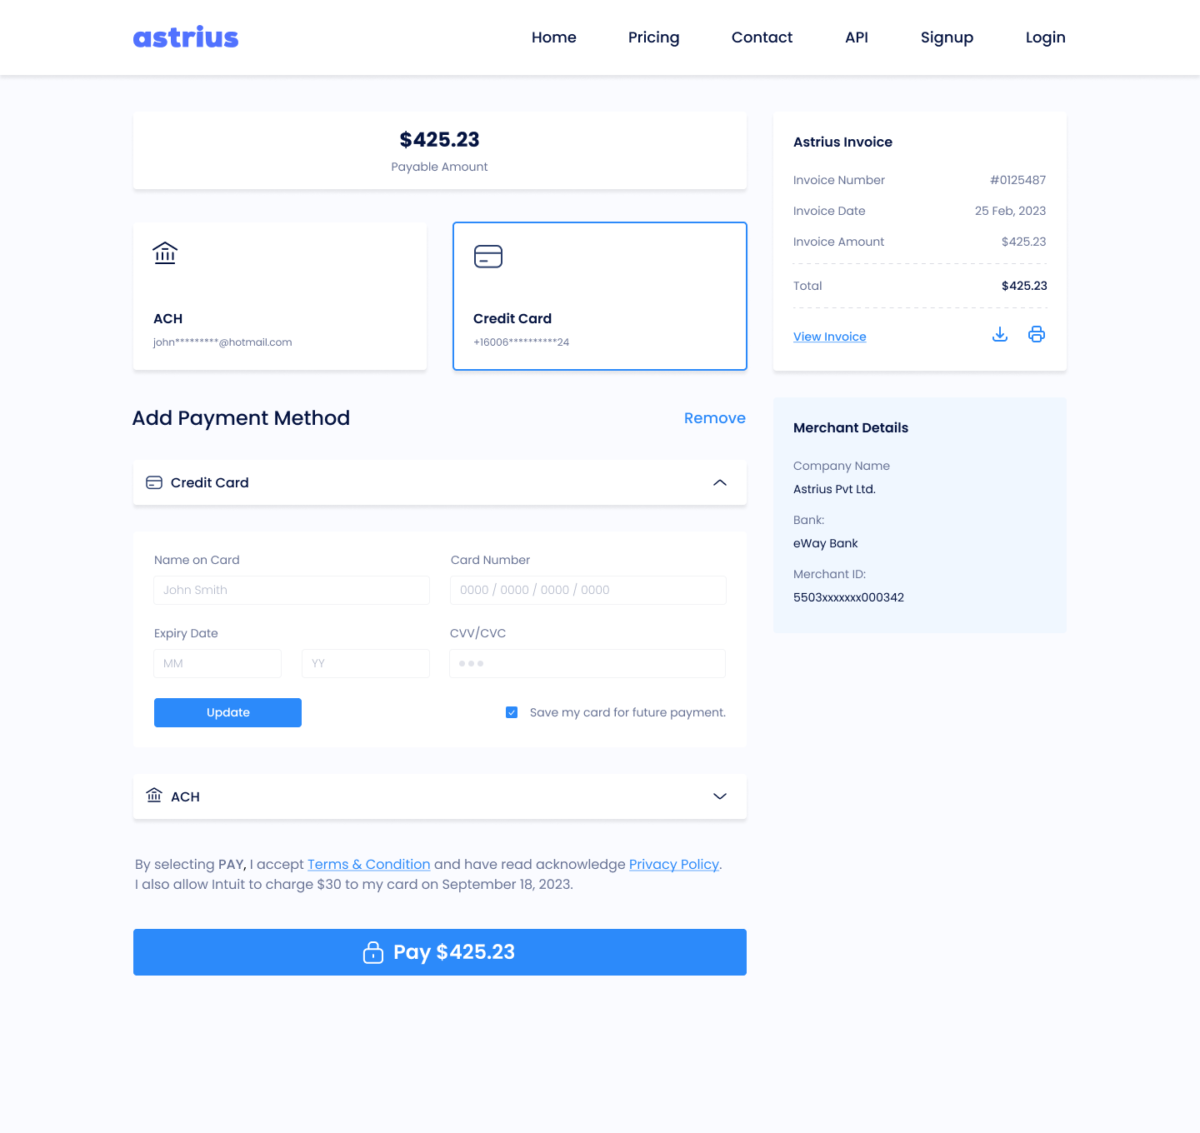 astrius
Home Pricing Contact API Signup Login
$425.23
Payable Amount
ACH
john*********@hotmail.com
Credit Card
+16006**********24
Astrius Invoice
Invoice Number #0125487
Invoice Date 25 Feb, 2023
Invoice Amount $425.23
Total $425.23
View Invoice
Add Payment Method Remove
Credit Card
Name on Card Card Number
John Smith 0000 / 0000 / 0000 / 0000
Expiry Date CVV/CVC
MM YY
Update Save my card for future payment.
ACH
By selecting PAY, I accept Terms & Condition and have read acknowledge Privacy Policy.
I also allow Intuit to charge $30 to my card on September 18, 2023.
Pay $425.23
Merchant Details
Company Name
Astrius Pvt Ltd.
Bank:
eWay Bank
Merchant ID:
5503xxxxxxx000342